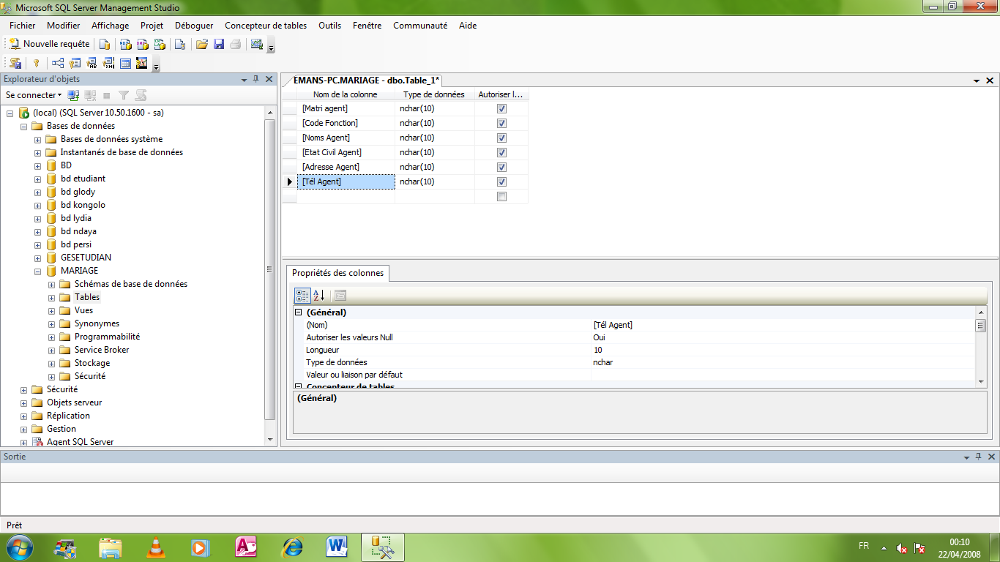 Microsoft SQL Server Management Studio
Fichier Modifier Affichage Projet Déboguer Concepteur de tables Outils Fenêtre Communauté Aide
Nouvelle requête
Explorateur d'objets
Se connecter
(local) (SQL Server 10.50.1600 - sa)
Bases de données
Bases de données système
Instantanés de base de données
BD
bd etudiant
bd glody
bd kongolo
bd lydia
bd ndaya
bd persi
GESETUDIAN
MARIAGE
Schémas de base de données
Tables
Vues
Synonymes
Programmabilité
Service Broker
Stockage
Sécurité
Sécurité
Objets serveur
Réplication
Gestion
Agent SQL Server
EMANS-PC.MARIAGE - dbo.Table_1*
Nom de la colonne Type de données Autoriser l...
[Matri agent] nchar(10)
[Code Fonction] nchar(10)
[Noms Agent] nchar(10)
[Etat Civil Agent] nchar(10)
[Adresse Agent] nchar(10)
[Tél Agent] nchar(10)
Propriétés des colonnes
(Général)
(Nom) [Tél Agent]
Autoriser les valeurs Null Oui
Longueur 10
Type de données nchar
Valeur ou liaison par défaut
Concepteur de tables
(Général)
Sortie
Prêt
FR 00:10
22/04/2008